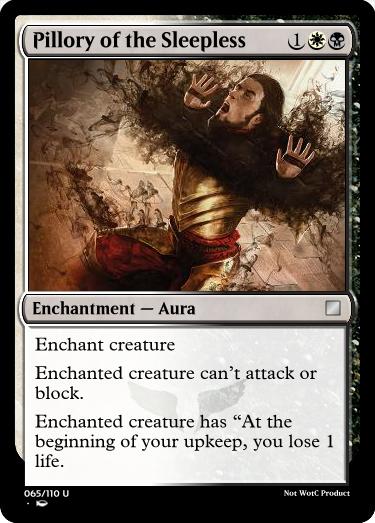 Pillory of the Sleepless 1
Enchantment — Aura
Enchant creature
Enchanted creature can't attack or
block.
Enchanted creature has “At the
beginning of your upkeep, you lose 1
life.
065/110 U
Not WotC Product